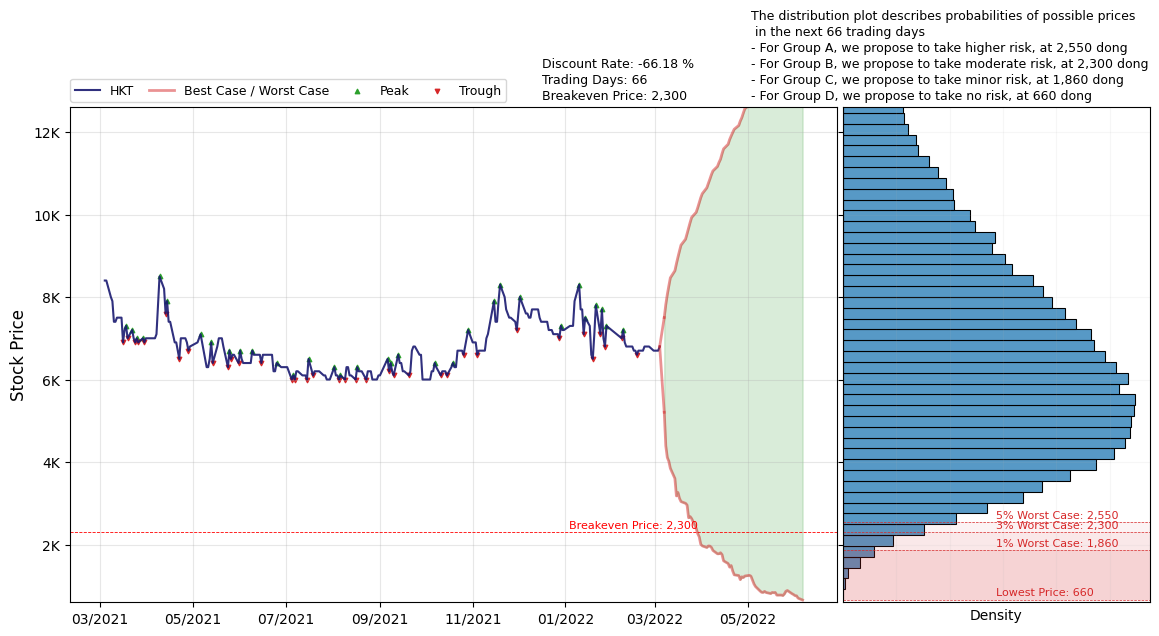 The distribution plot describes probabilities of possible prices
in the next 66 trading days
- For Group A, we propose to take higher risk, at 2,550 dong
- For Group B, we propose to take moderate risk, at 2,300 dong
- For Group C, we propose to take minor risk, at 1,860 dong
- For Group D, we propose to take no risk, at 660 dong
Discount Rate: -66.18 %
Trading Days: 66
Breakeven Price: 2,300
HKT Best Case / Worst Case Peak Trough
Stock Price
12K
10K
8K
6K
4K
2K
Breakeven Price: 2,300
03/2021 05/2021 07/2021 09/2021 11/2021 01/2022 03/2022 05/2022
5% Worst Case: 2,550
3% Worst Case: 2,300
1% Worst Case: 1,860
Lowest Price: 660
Density